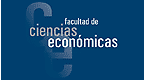 facultad de
ciencias
económicas